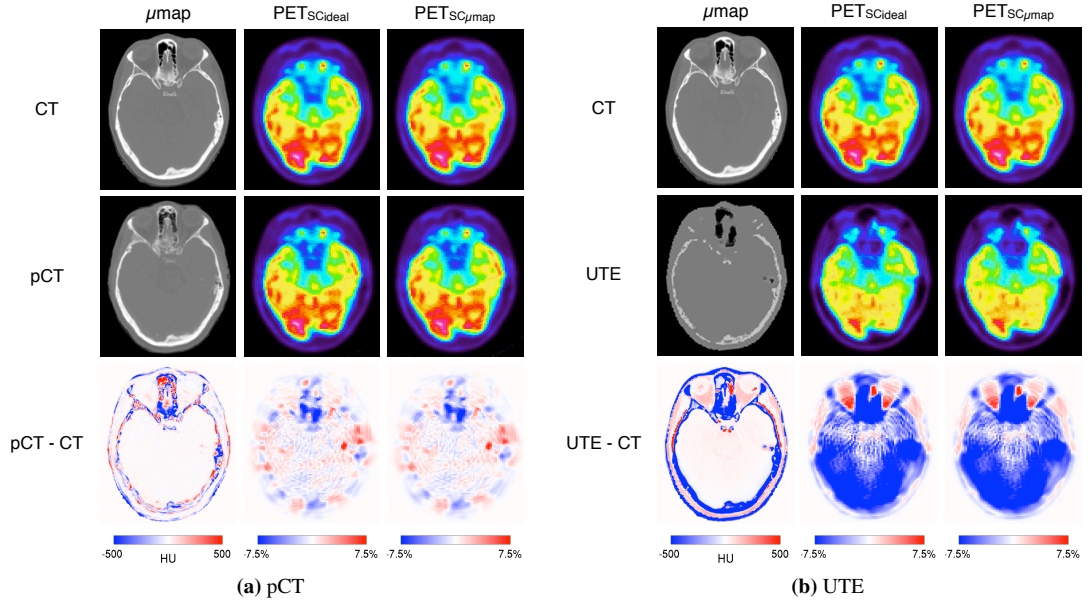 μmap PETSCideal PETSCμmap
CT
pCT
pCT - CT
-500 500 -7.5% 7.5% -7.5% 7.5%
HU
(a) pCT
μmap PETSCideal PETSCμmap
CT
UTE
UTE - CT
-500 500 -7.5% 7.5% -7.5% 7.5%
HU
(b) UTE